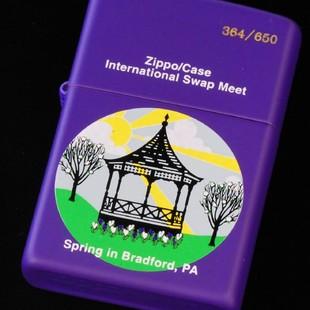 364/650
Zippo/Case
International Swap Meet
Spring in Bradford, PA